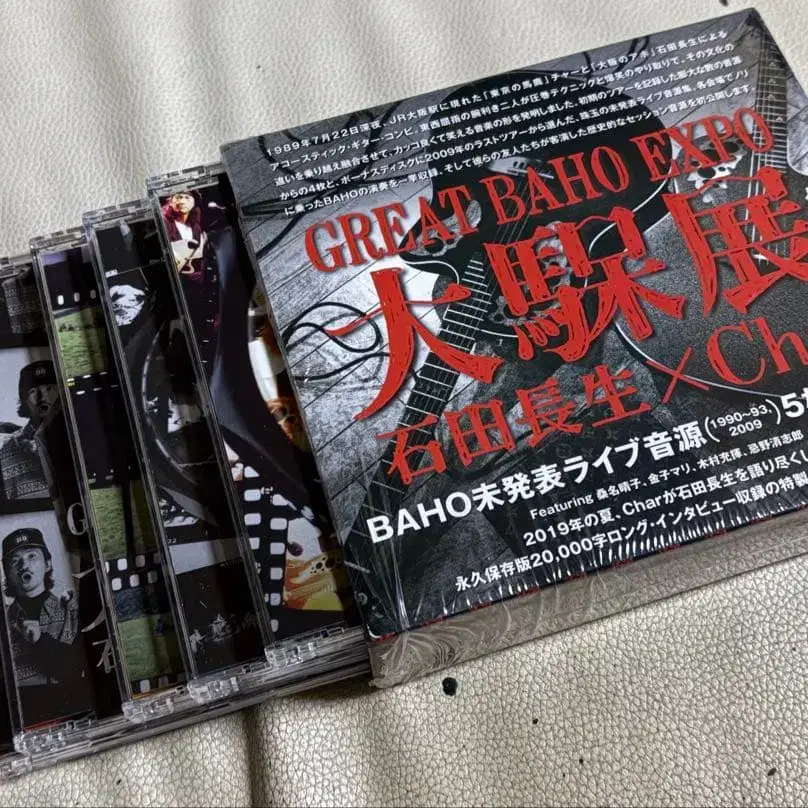 1989年7月22日深夜、JR大阪駅に現れた「東京の馬鹿」チャーと「大阪のアホ」石田長生による
アコースティック・ギター・コンビ。東西屈指の腕利き二人が圧巻テクニックと爆笑のやり取りで、その文化の
違いを乗り越え融合させて、カッコ良くて笑える音楽の形を発明しました。初期のツアーを記録した膨大な数の音源
からの4枚と、ボーナスディスクに2009年のラストツアーから選んだ、珠玉の未発表ライブ音源集。各会場でノリ
に乗ったBAHOの演奏を一挙収録、そして彼らの友人たちが客演した歴史的なセッション音源を初公開します
GREAT BAHO EXPO
大騍展
石田長生×Ch
BAHO未発表ライブ音源(1990〜93、2009)5
Featuring 桑名晴子、金子マリ、木村充揮、忌野清志郎
2019年の夏、Charが石田長生を語り尽くし
永久保存版20,000字ロング・インタビュー収録の特製